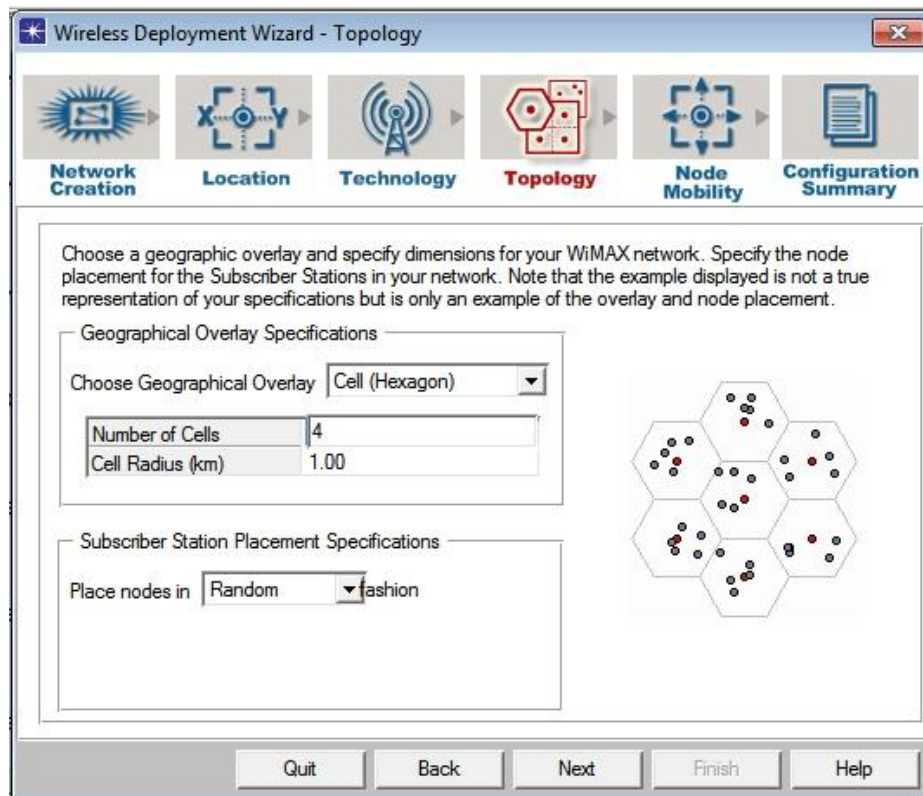 Wireless Deployment Wizard - Topology
X Y
Network
Creation
Location
Technology
Topology
Node
Mobility
Configuration
Summary
Choose a geographic overlay and specify dimensions for your WiMAX network. Specify the node
placement for the Subscriber Stations in your network. Note that the example displayed is not a true
representation of your specifications but is only an example of the overlay and node placement.
Geographical Overlay Specifications
Choose Geographical Overlay Cell (Hexagon)
Number of Cells 4
Cell Radius (km) 1.00
Subscriber Station Placement Specifications
Place nodes in Random fashion
Quit Back Next Finish Help